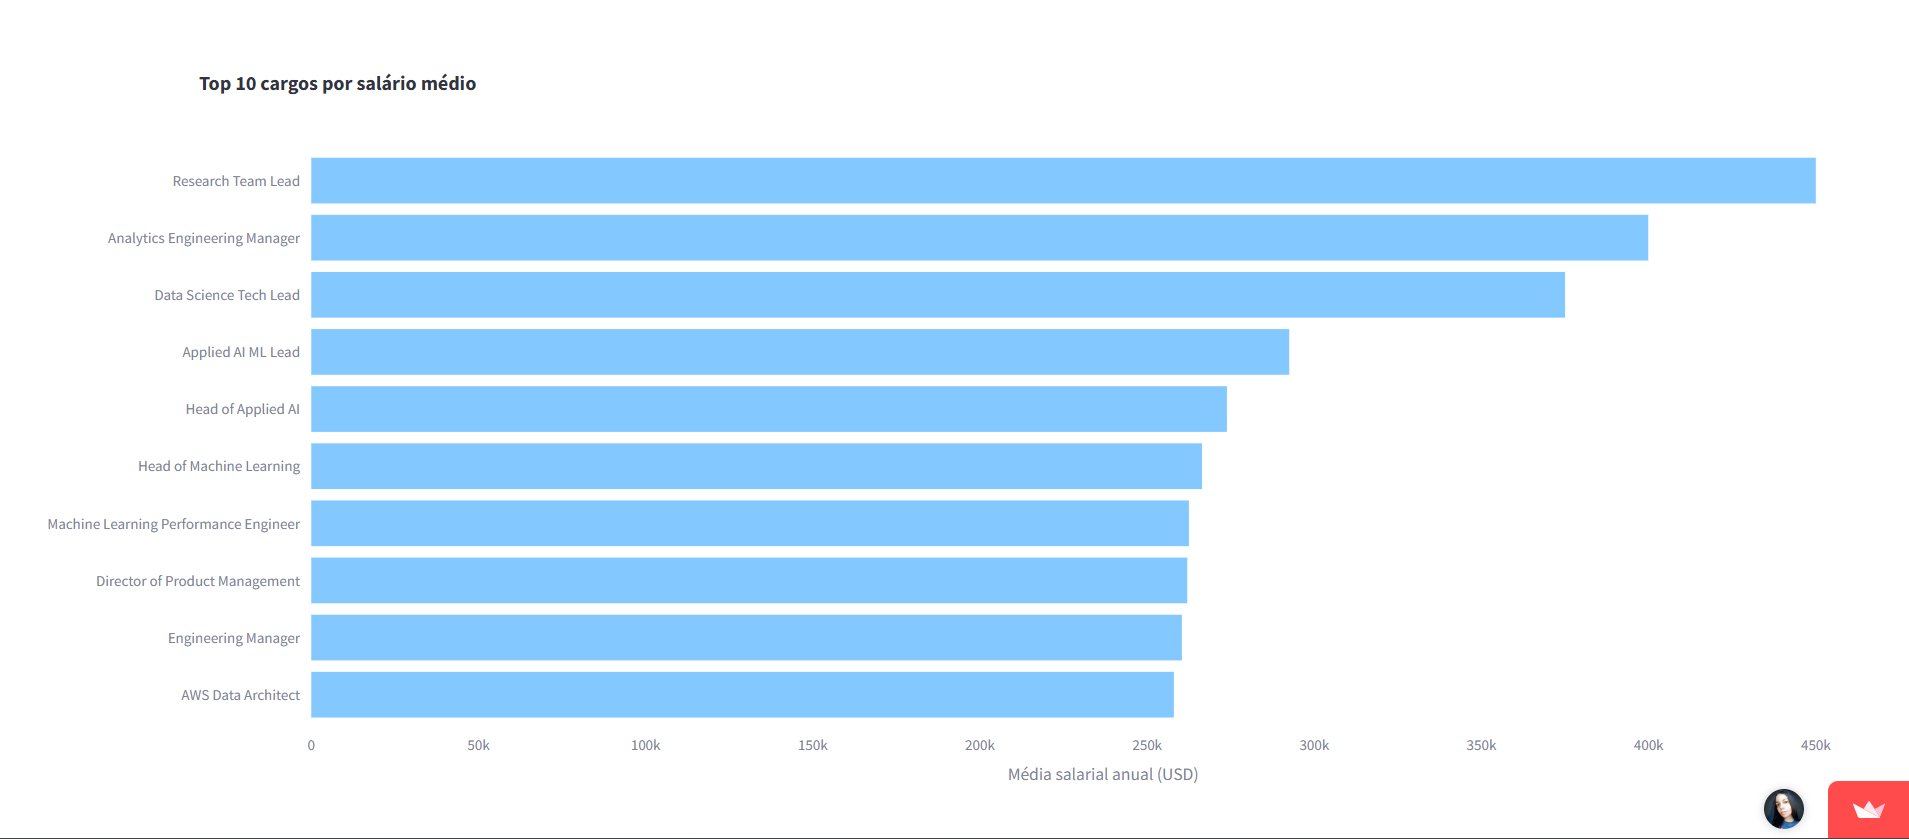 Top 10 cargos por salário médio
Research Team Lead
Analytics Engineering Manager
Data Science Tech Lead
Applied AI ML Lead
Head of Applied AI
Head of Machine Learning
Machine Learning Performance Engineer
Director of Product Management
Engineering Manager
AWS Data Architect
0 50k 100k 150k 200k 250k 300k 350k 400k 450k
Média salarial anual (USD)